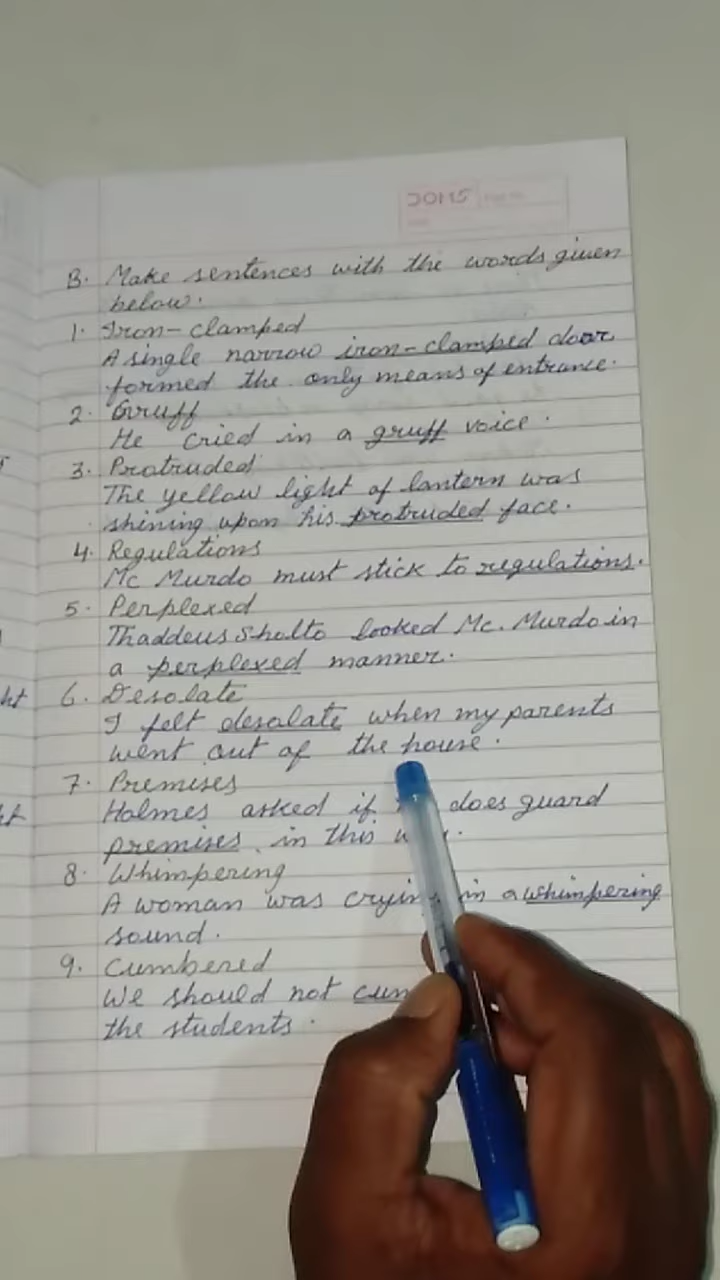 DOMS
B. Make sentences with the words given
below.
1. Iron-clamped
A single narrow iron-clamped door
formed the only means of entrance.
2. Gruff
He cried in a gruff voice.
3. Protruded
The yellow light of lantern was
shining upon his protruded face.
4. Regulations
Mc Murdo must stick to regulations.
5. Perplexed
Thaddeus Sholto looked Mc. Murdo in
a perplexed manner.
ht 6. Desolate
I felt desolate when my parents
went out of the house.
7. Premises
Holmes asked if does guard
premises in this
8. Whimpering
A woman was crying in a whimpering
sound.
9. Cumbered
We should not
the students.